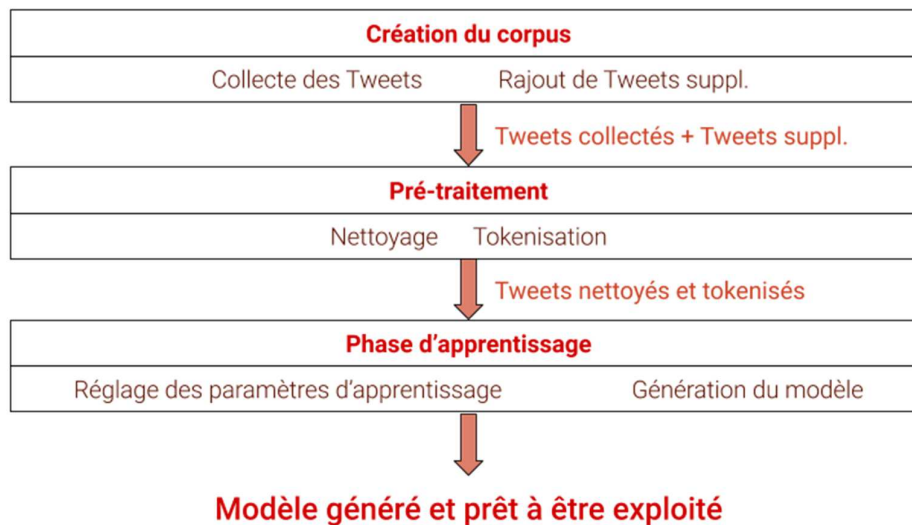 Création du corpus
Collecte des Tweets Rajout de Tweets suppl.
Tweets collectés + Tweets suppl.
Pré-traitement
Nettoyage Tokenisation
Tweets nettoyés et tokenisés
Phase d’apprentissage
Réglage des paramètres d’apprentissage Génération du modèle
Modèle généré et prêt à être exploité